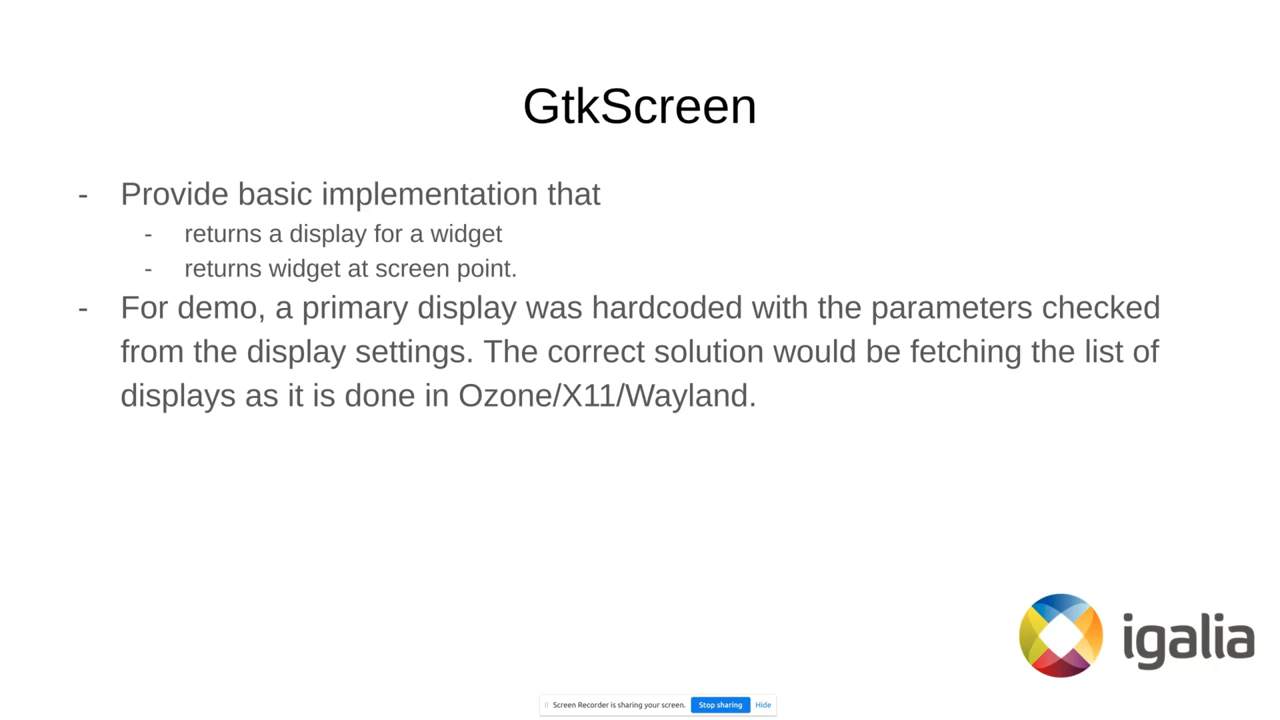 GtkScreen
- Provide basic implementation that
- returns a display for a widget
- returns widget at screen point.
- For demo, a primary display was hardcoded with the parameters checked
from the display settings. The correct solution would be fetching the list of
displays as it is done in Ozone/X11/Wayland.
igalia
Screen Recorder is sharing your screen. Stop sharing Hide